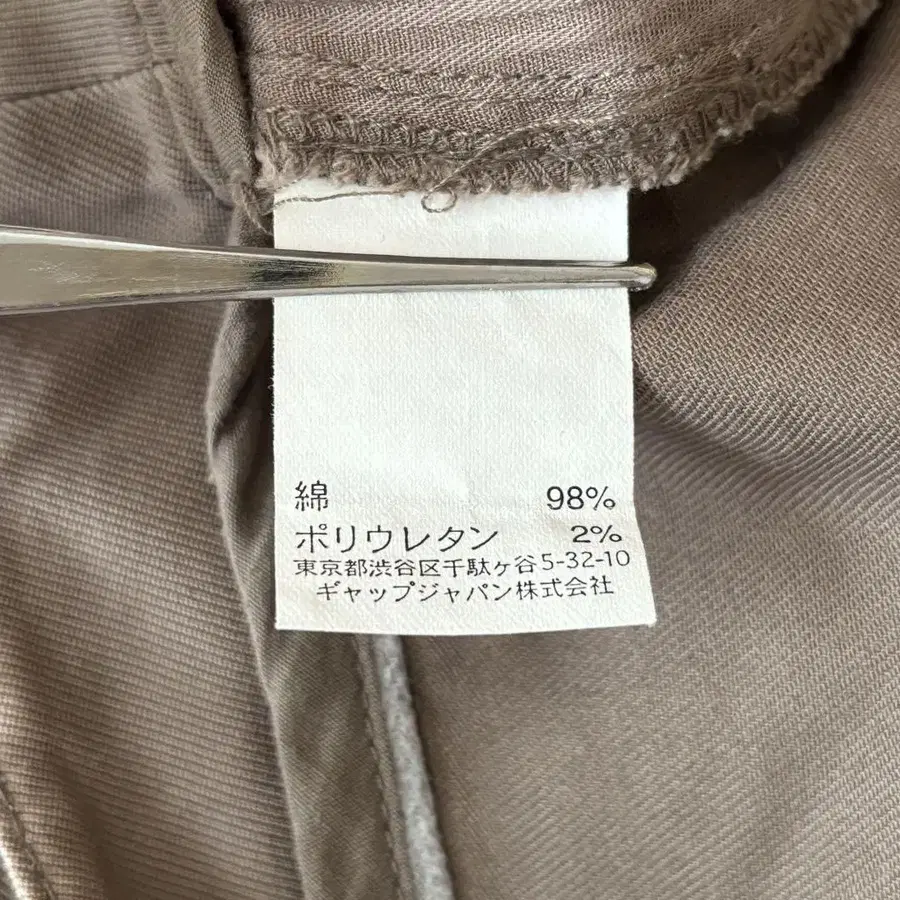 綿 98%
ポリウレタン 2%
東京都渋谷区千駄ヶ谷5-32-10
ギャップジャパン株式会社